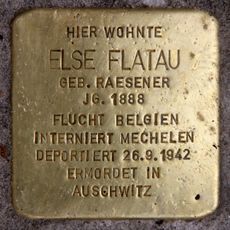 HIER WOHNTE
ELSE FLATAU
GEB. RAESENER
JG. 1888
FLUCHT BELGIEN
INTERNIERT MECHELEN
DEPORTIERT 26.9.1942
ERMORDET IN
AUSCHWITZ